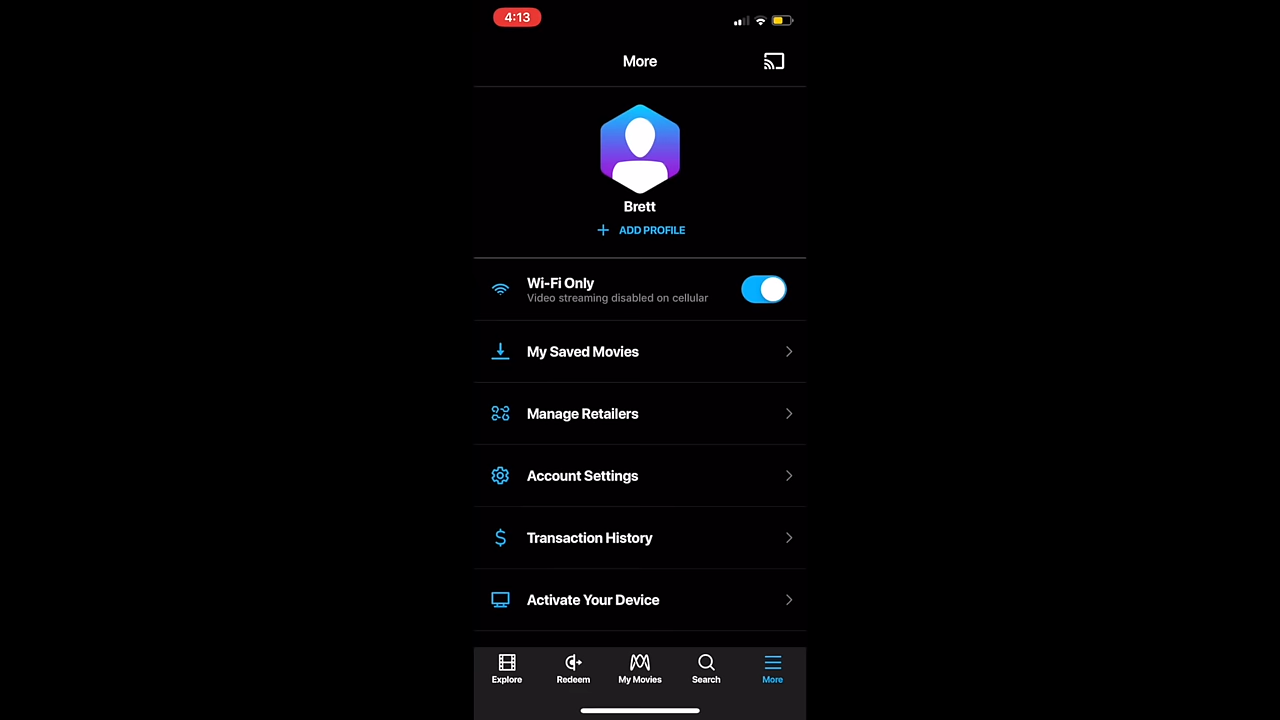 4:13
More
Brett
+ ADD PROFILE
Wi-Fi Only
Video streaming disabled on cellular
My Saved Movies
Manage Retailers
Account Settings
Transaction History
Activate Your Device
Explore
Redeem
My Movies
Search
More